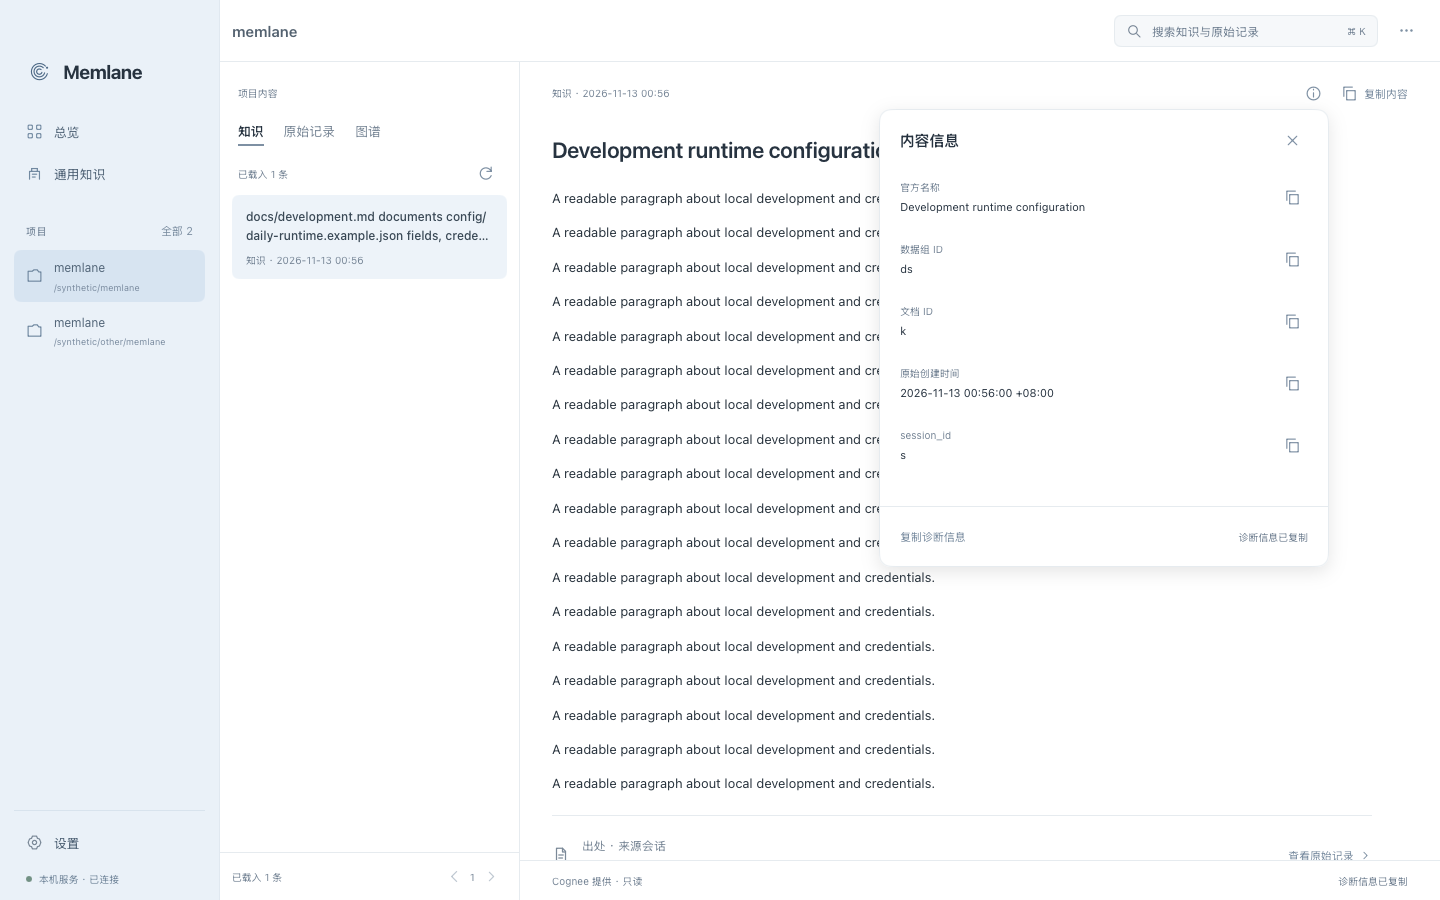 Memlane
总览
通用知识
项目
全部 2
memlane
/synthetic/memlane
memlane
/synthetic/other/memlane
设置
本机服务 · 已连接
memlane
搜索知识与原始记录
⌘ K
项目内容
知识
原始记录
图谱
已载入 1 条
docs/development.md documents config/
daily-runtime.example.json fields, crede…
知识 · 2026-11-13 00:56
已载入 1 条
1
知识 · 2026-11-13 00:56
复制内容
Development runtime configuratio
A readable paragraph about local development and cre
A readable paragraph about local development and cre
A readable paragraph about local development and cre
A readable paragraph about local development and cre
A readable paragraph about local development and cre
A readable paragraph about local development and cre
A readable paragraph about local development and cre
A readable paragraph about local development and cre
A readable paragraph about local development and cre
A readable paragraph about local development and cre
A readable paragraph about local development and cre
A readable paragraph about local development and credentials.
A readable paragraph about local development and credentials.
A readable paragraph about local development and credentials.
A readable paragraph about local development and credentials.
A readable paragraph about local development and credentials.
A readable paragraph about local development and credentials.
A readable paragraph about local development and credentials.
内容信息
官方名称
Development runtime configuration
数据组 ID
ds
文档 ID
k
原始创建时间
2026-11-13 00:56:00 +08:00
session_id
s
复制诊断信息
诊断信息已复制
出处 · 来源会话
查看原始记录
Cognee 提供 · 只读
诊断信息已复制